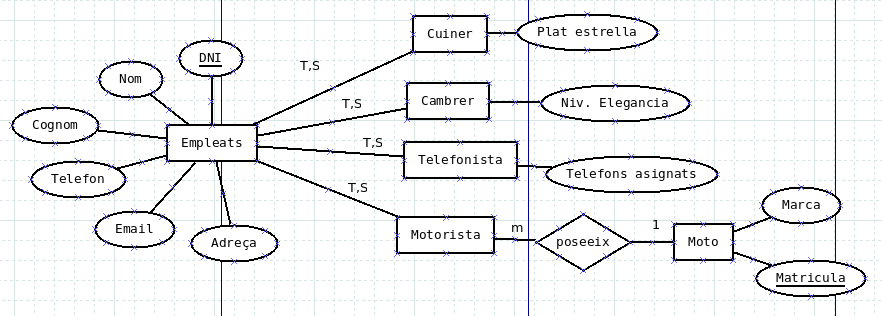 Cuiner
Plat estrella
DNI
T,S
Nom
Cambrer
Niv. Elegancia
T,S
Cognom
Empleats
T,S
Telefonista
Telefon
Telefons asignats
T,S
Marca
Email
Adreça
Motorista
m
poseeix
1
Moto
Matricula